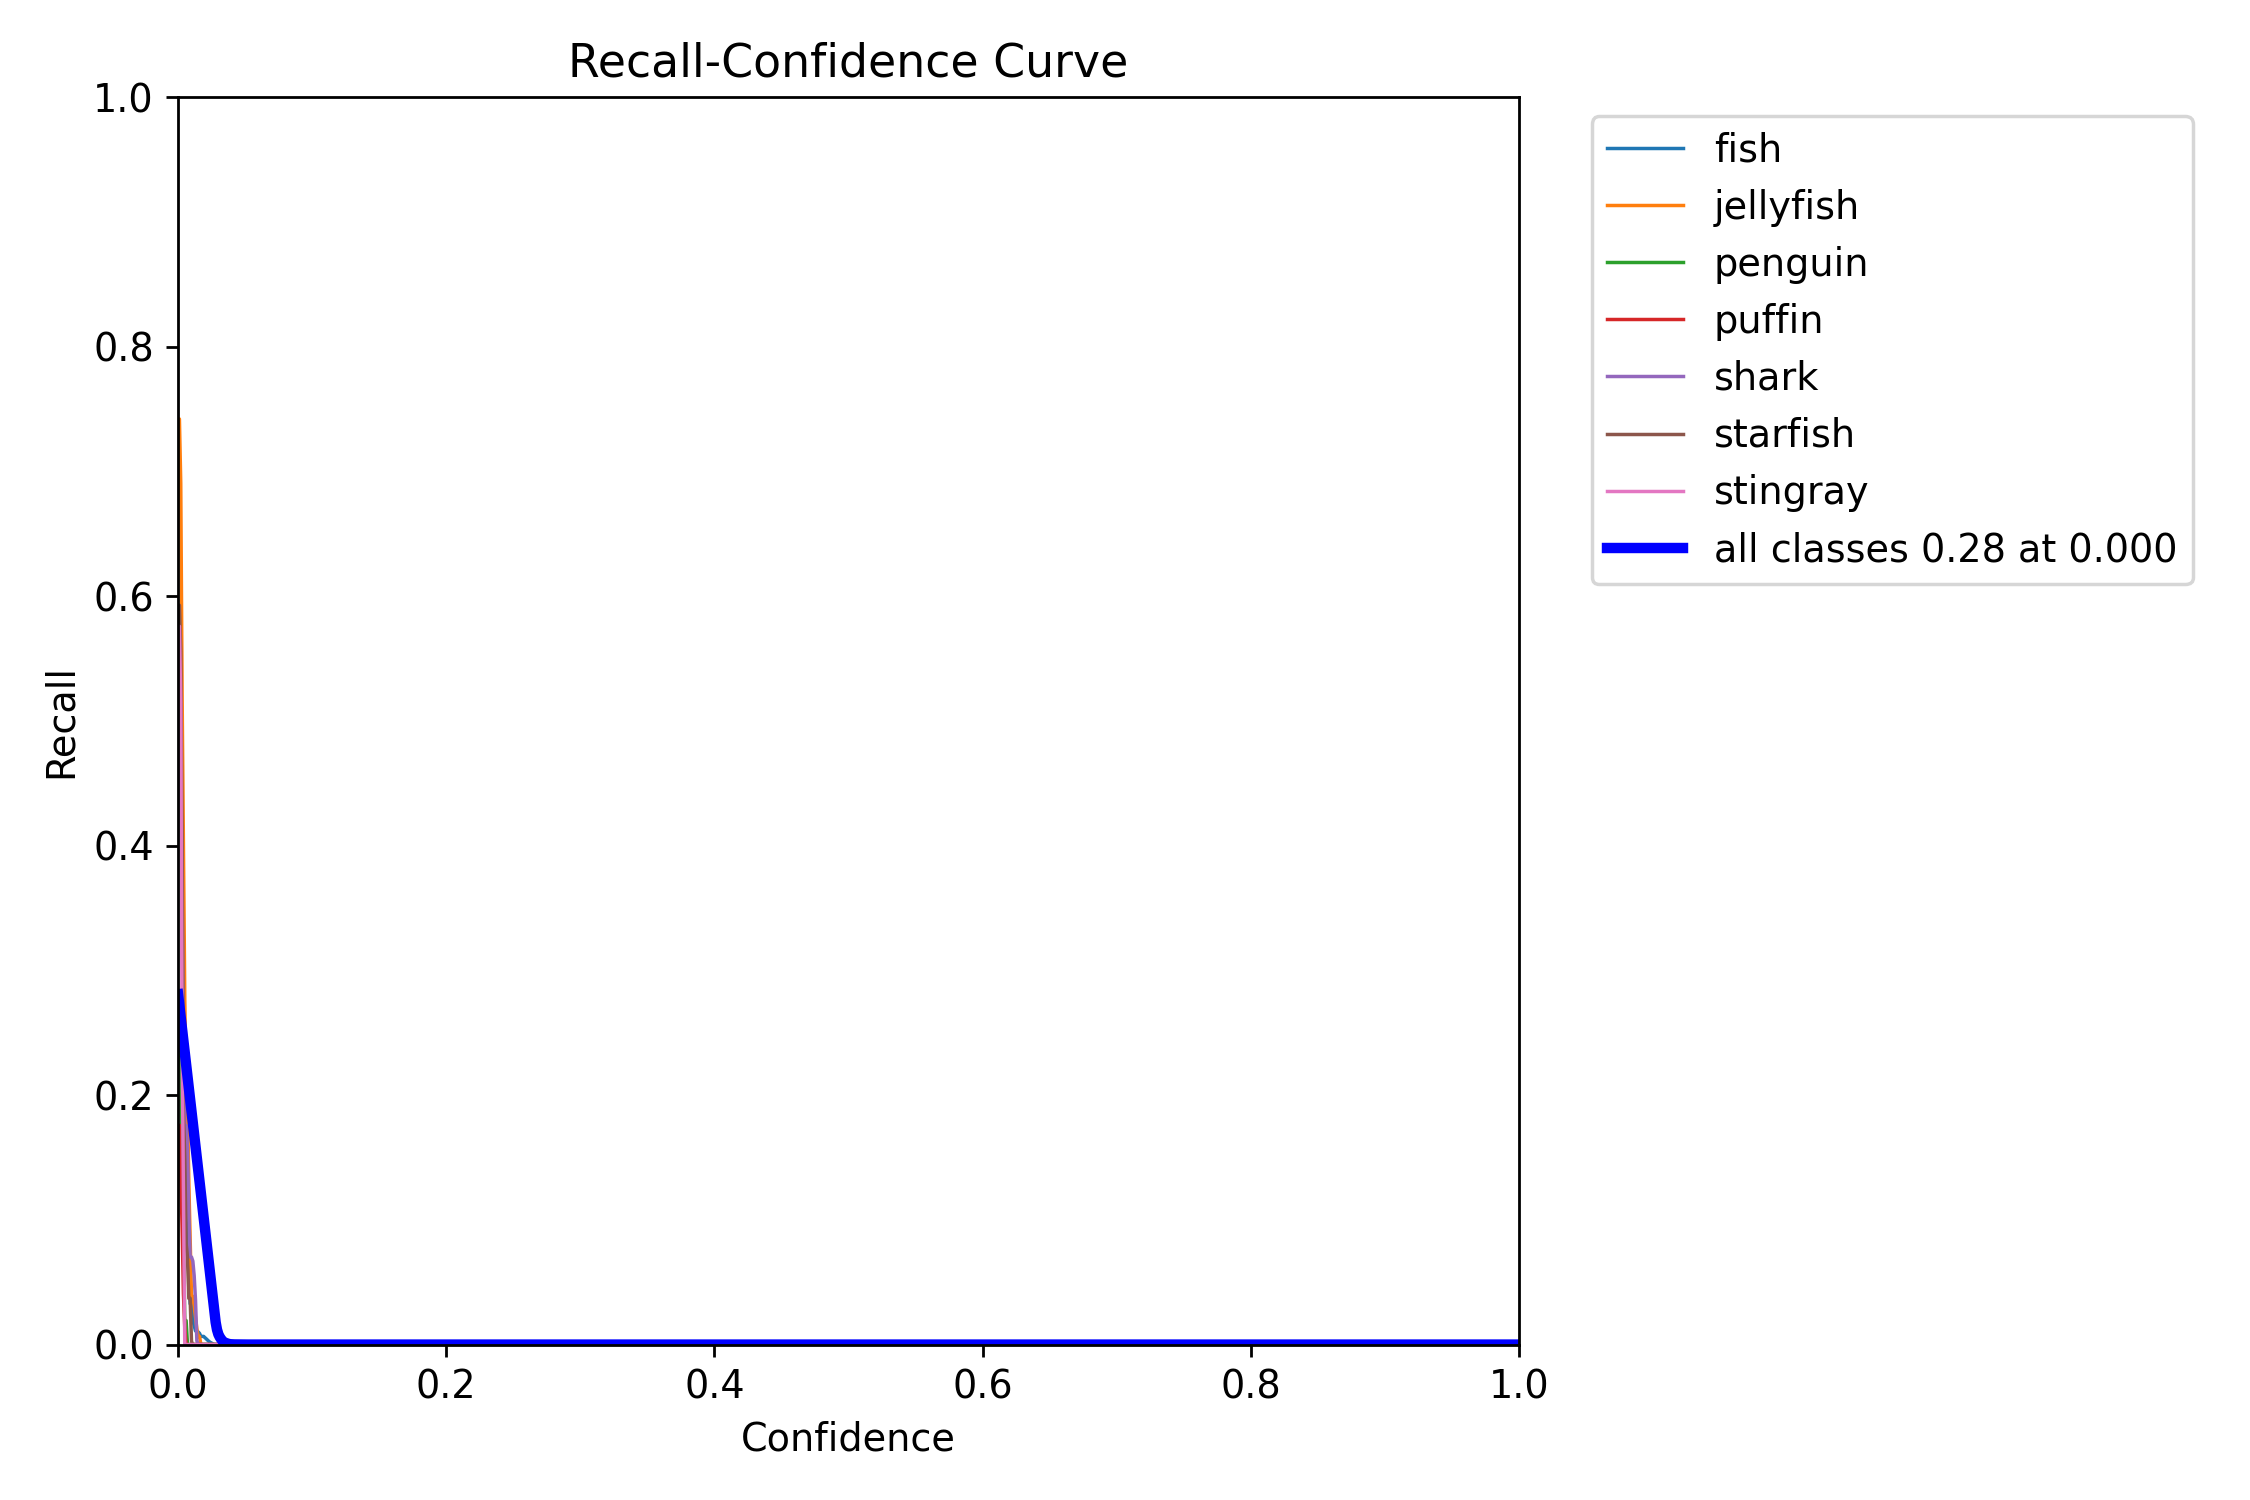 Recall-Confidence Curve
1.0
0.8
0.6
0.4
0.2
0.0
Recall
0.0 0.2 0.4 0.6 0.8 1.0
Confidence
fish
jellyfish
penguin
puffin
shark
starfish
stingray
all classes 0.28 at 0.000